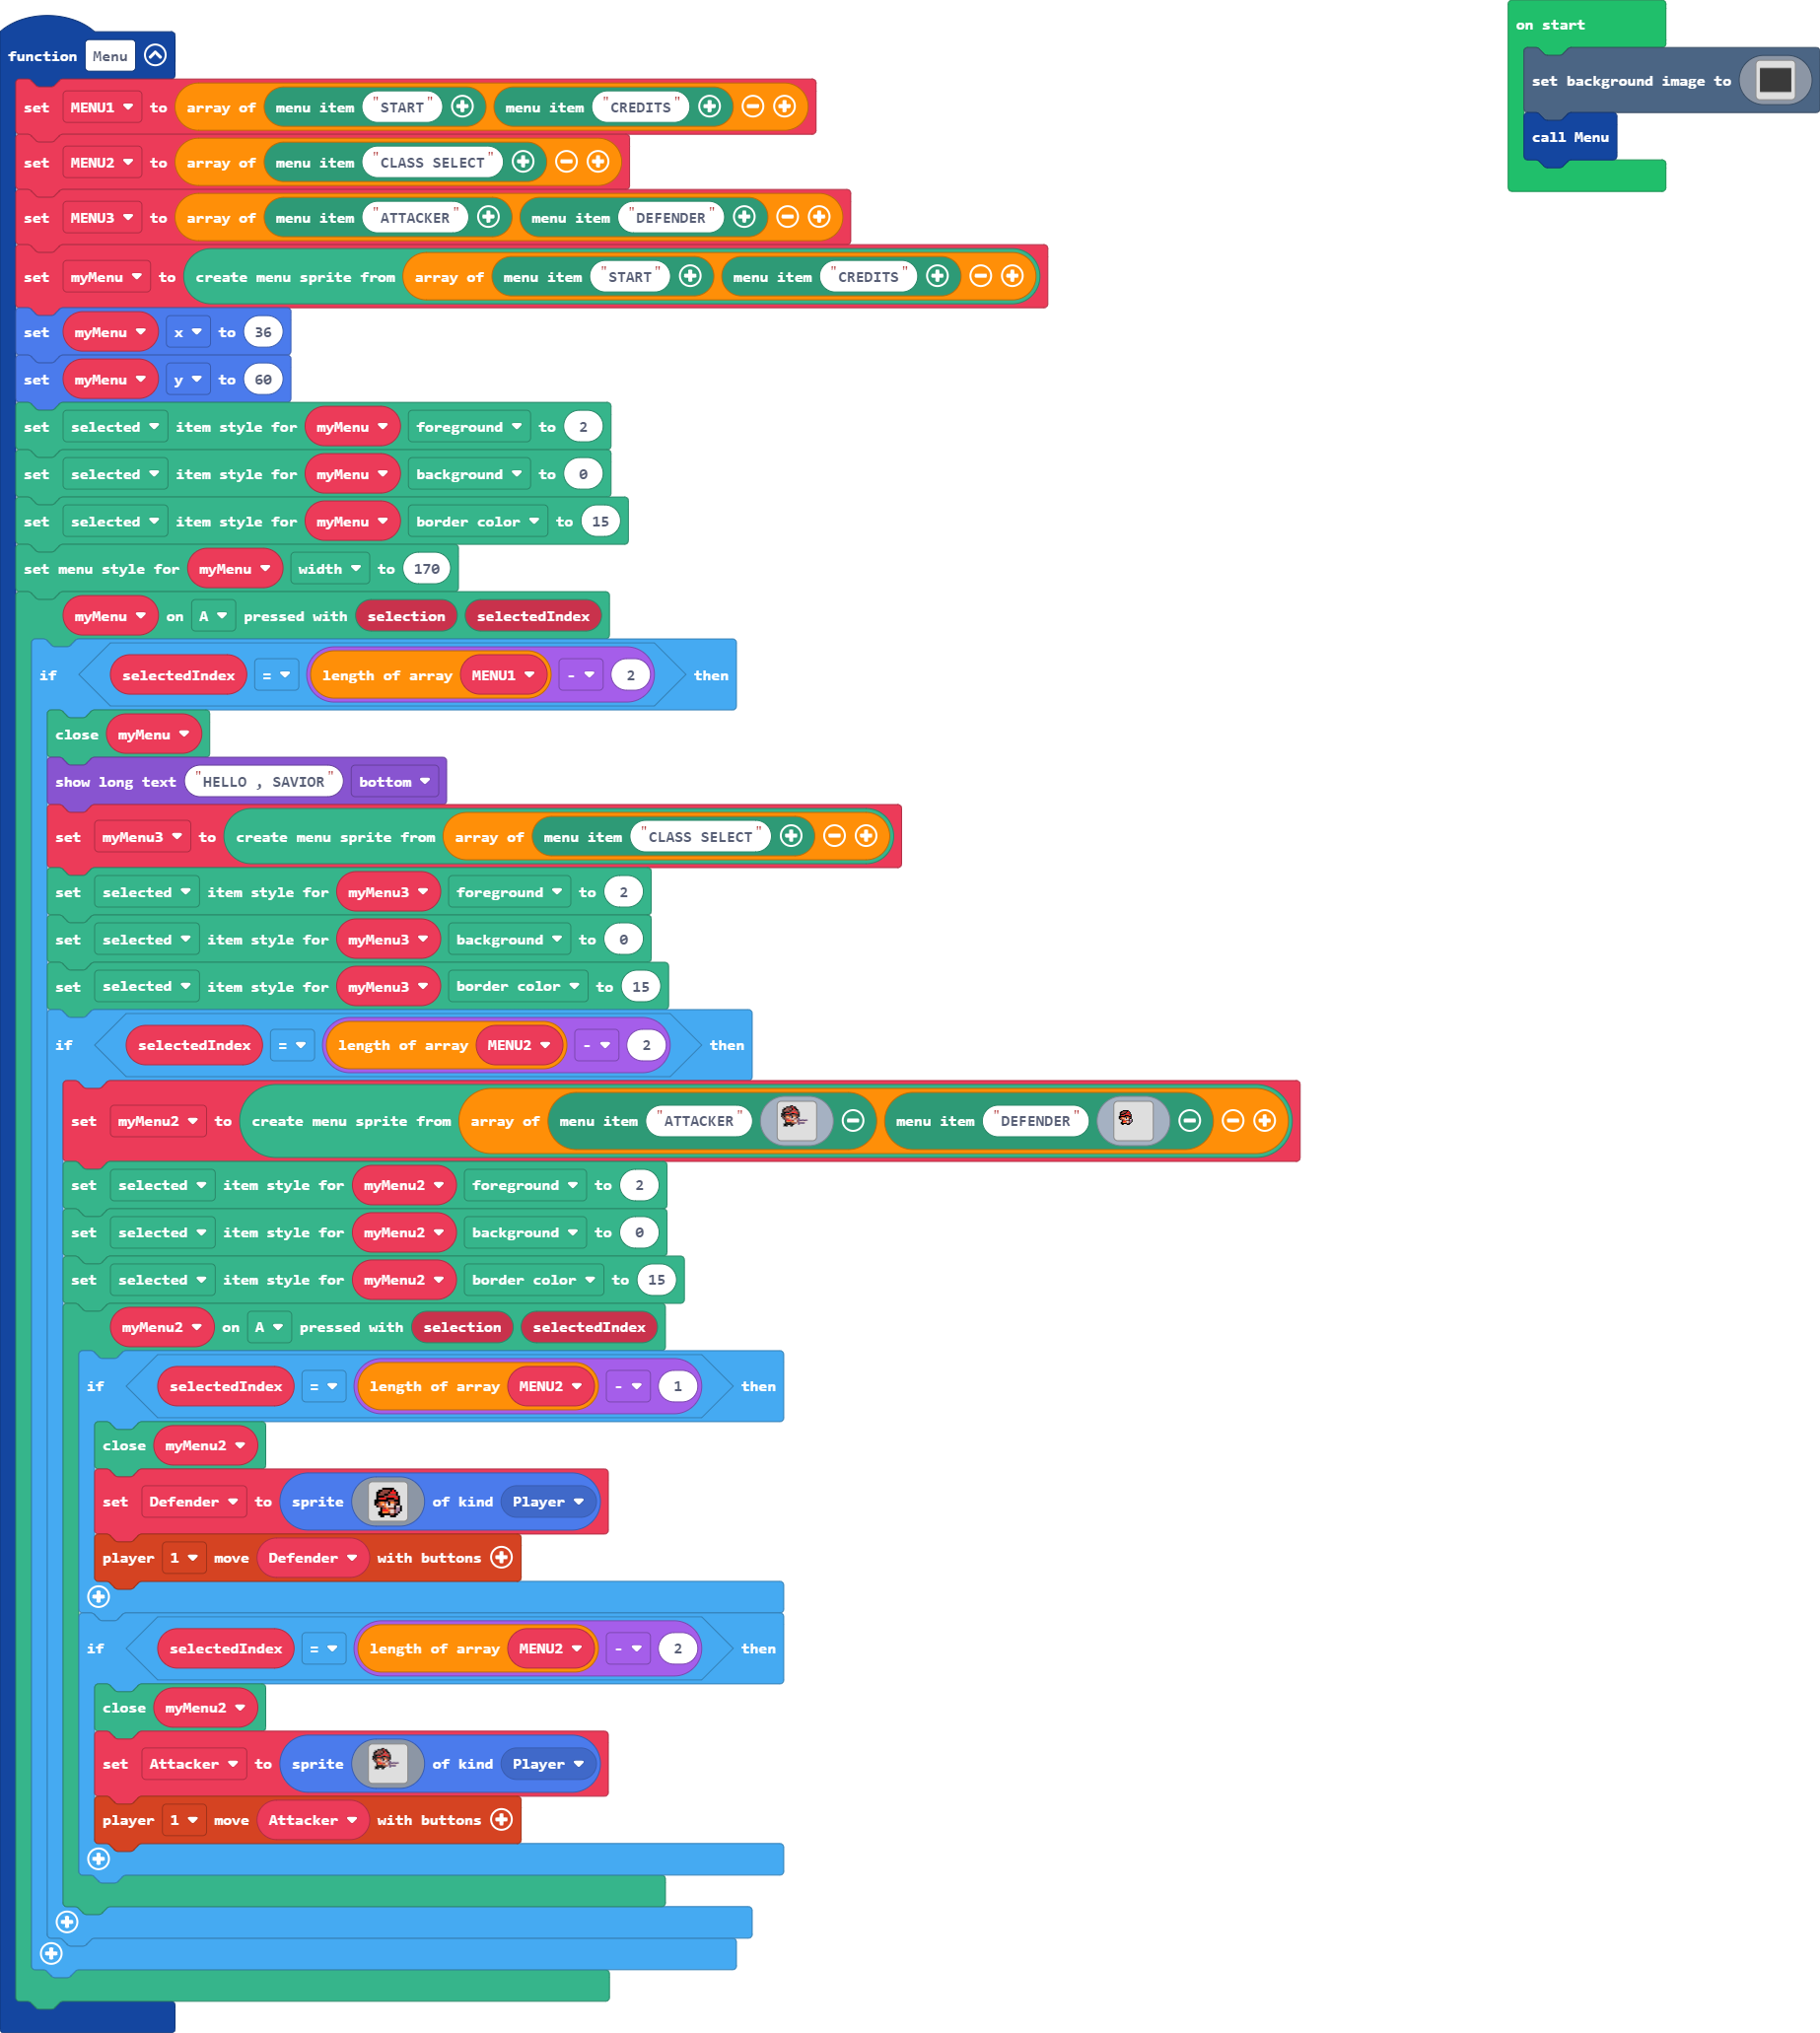 function Menu
set MENU1 to array of menu item "START" menu item "CREDITS"
set MENU2 to array of menu item "CLASS SELECT"
set MENU3 to array of menu item "ATTACKER" menu item "DEFENDER"
set myMenu to create menu sprite from array of menu item "START" menu item "CREDITS"
set myMenu x to 36
set myMenu y to 60
set selected item style for myMenu foreground to 2
set selected item style for myMenu background to 0
set selected item style for myMenu border color to 15
set menu style for myMenu width to 170
myMenu on A pressed with selection selectedIndex
if selectedIndex = length of array MENU1 - 2 then
close myMenu
show long text "HELLO , SAVIOR" bottom
set myMenu3 to create menu sprite from array of menu item "CLASS SELECT"
set selected item style for myMenu3 foreground to 2
set selected item style for myMenu3 background to 0
set selected item style for myMenu3 border color to 15
if selectedIndex = length of array MENU2 - 2 then
set myMenu2 to create menu sprite from array of menu item "ATTACKER" menu item "DEFENDER"
set selected item style for myMenu2 foreground to 2
set selected item style for myMenu2 background to 0
set selected item style for myMenu2 border color to 15
myMenu2 on A pressed with selection selectedIndex
if selectedIndex = length of array MENU2 - 1 then
close myMenu2
set Defender to sprite of kind Player
player 1 move Defender with buttons
if selectedIndex = length of array MENU2 - 2 then
close myMenu2
set Attacker to sprite of kind Player
player 1 move Attacker with buttons
on start
set background image to
call Menu